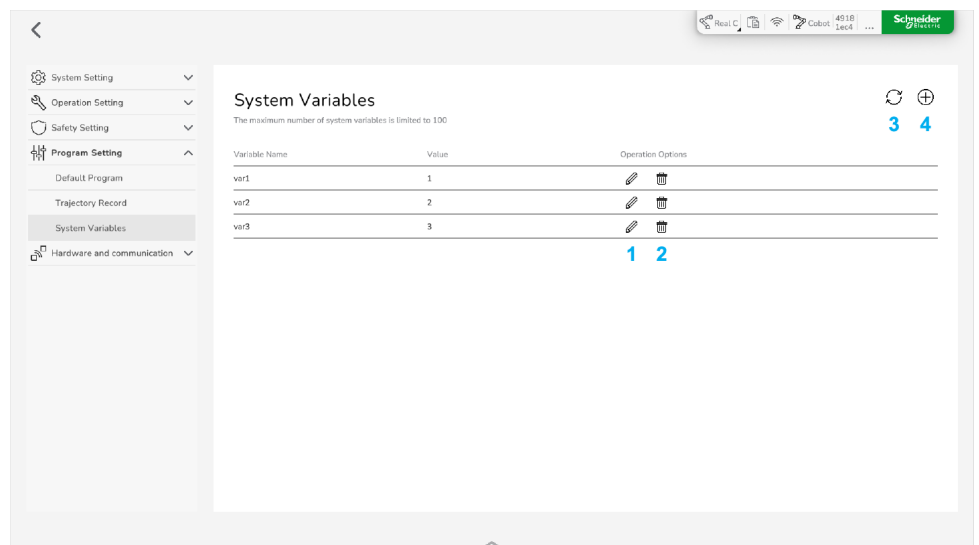 Real C
Cobot
4918
1ec4
...
Schneider
Electric
System Setting
Operation Setting
Safety Setting
Program Setting
Default Program
Trajectory Record
System Variables
Hardware and communication
System Variables
The maximum number of system variables is limited to 100
3 4
Variable Name Value Operation Options
var1 1
var2 2
var3 3
1 2